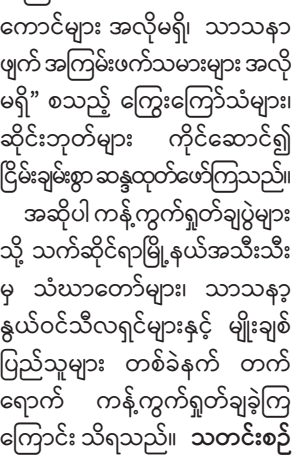 ကောင်များ အလိုမရှိ၊ သာသနာ
ဖျက် အကြမ်းဖက်သမားများ အလို
မရှိ” စသည့် ကြွေးကြော်သံများ၊
ဆိုင်းဘုတ်များ ကိုင်ဆောင်၍
ငြိမ်းချမ်းစွာ ဆန္ဒထုတ်ဖော်ကြသည်။
အဆိုပါ ကန့်ကွက်ရှုတ်ချပွဲများ
သို့ သက်ဆိုင်ရာမြို့နယ်အသီးသီး
မှ သံဃာတော်များ၊ သာသနာ့
နွယ်ဝင်သီလရှင်များနှင့် မျိုးချစ်
ပြည်သူများ တစ်ခဲနက် တက်
ရောက် ကန့်ကွက်ရှုတ်ချခဲ့ကြ
ကြောင်း သိရသည်။ သတင်းစဉ်